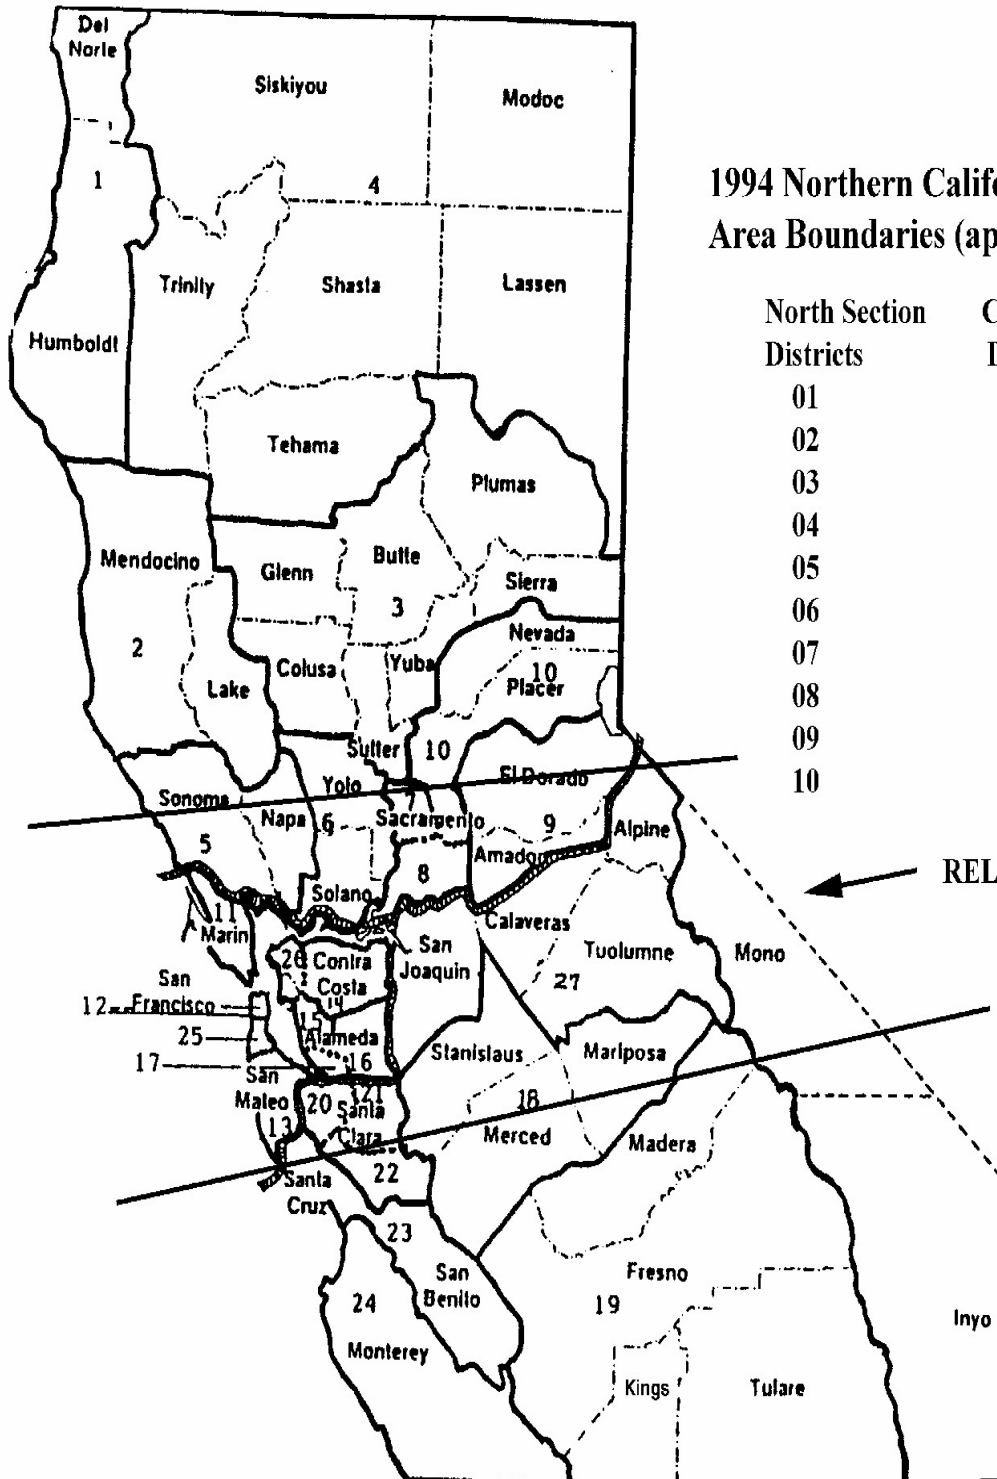 Del
Norle
Siskiyou
Modoc
1
4
1994 Northern Califo
Area Boundaries (ap
Trinity
Shasta
Lassen
North Section
Districts
C
D
Humboldt
01
02
03
04
05
06
07
08
09
10
Tehama
Plumas
Mendocino
Glenn
Butte
Sierra
3
2
Nevada
Colusa
Yuba
10
Placer
Lake
Sutter
10
Yolo
El Dorado
Sonoma
Napa
6
Sacramento
9
Alpine
5
Amador
8
REL
Solano
11
Marin
Calaveras
San
Joaquin
Tuolumne
Mono
26
Contra
Costa
27
San
Francisco
12
14
15
Alameda
25
Stanislaus
Mariposa
17
16
San
Mateo
20
21
Santa
Clara
18
13
Merced
Madera
22
Santa
Cruz
23
San
Benito
Fresno
24
19
Inyo
Monterey
Kings
Tulare